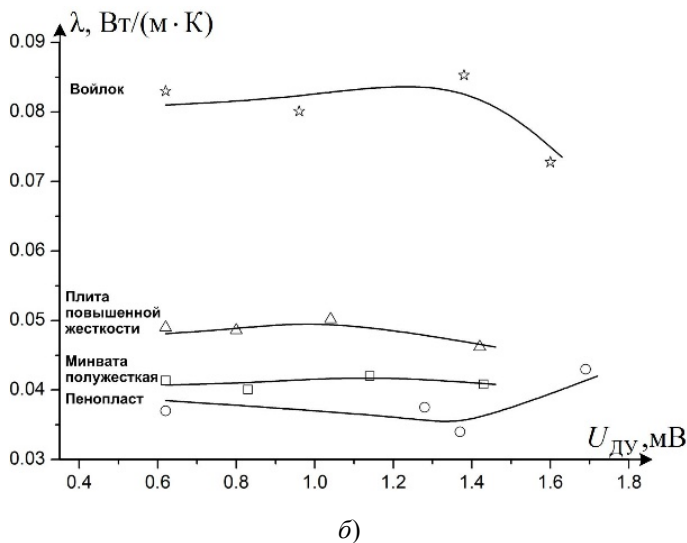 λ, Вт/(м · К)
0.09
Войлок
0.08
0.07
0.06
Плита
повышенной
жесткости
0.05
Минвата
полужесткая
0.04
Пенопласт
0.03
U_ДУ,мВ
0.4 0.6 0.8 1.0 1.2 1.4 1.6 1.8
б)